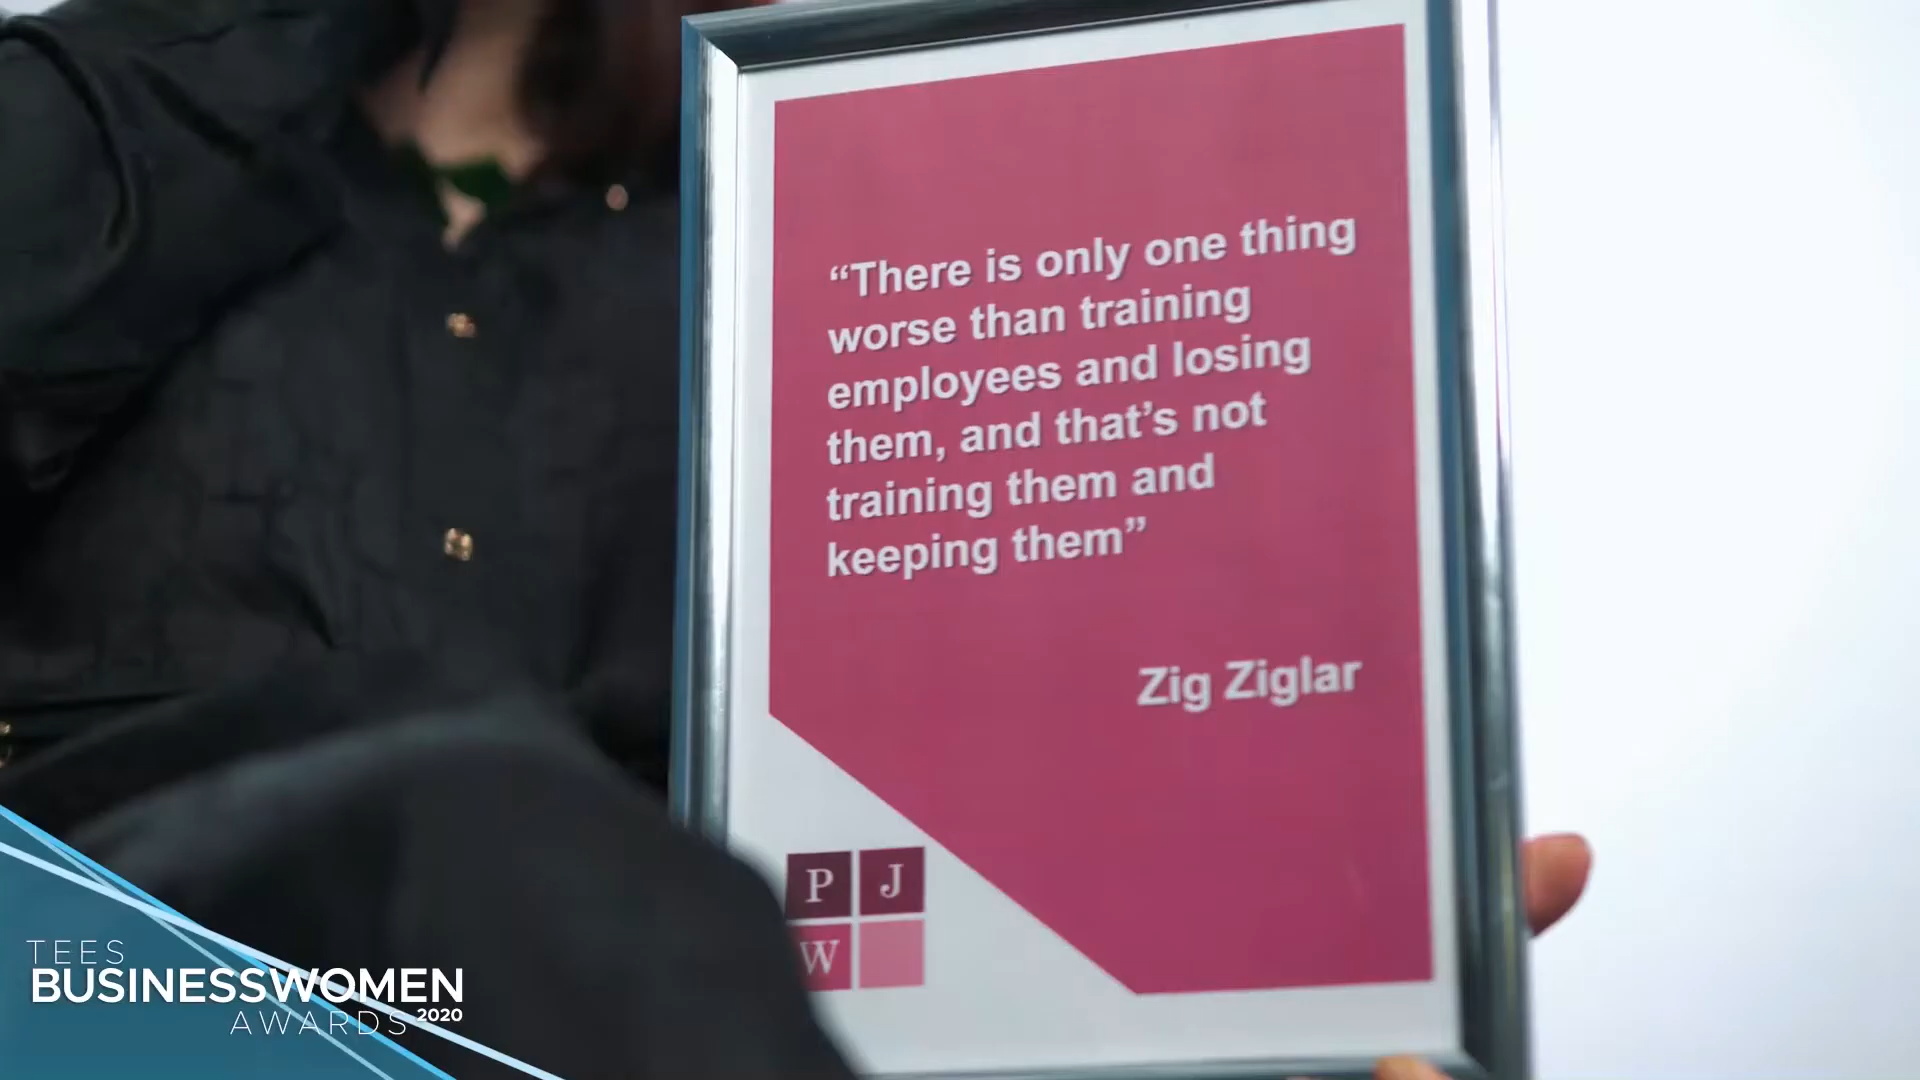 “There is only one thing
worse than training
employees and losing
them, and that’s not
training them and
keeping them”
Zig Ziglar
P J
W
TEES
BUSINESSWOMEN
AWARDS 2020